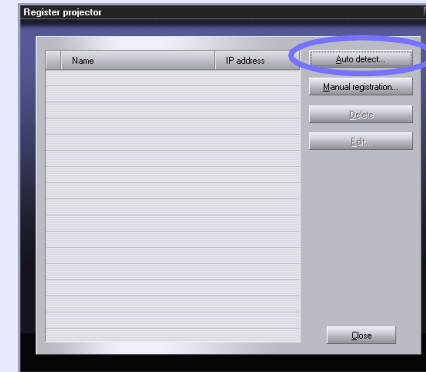 Register projector
Name IP address
Auto detect...
Manual registration...
Delete
Edit...
Close